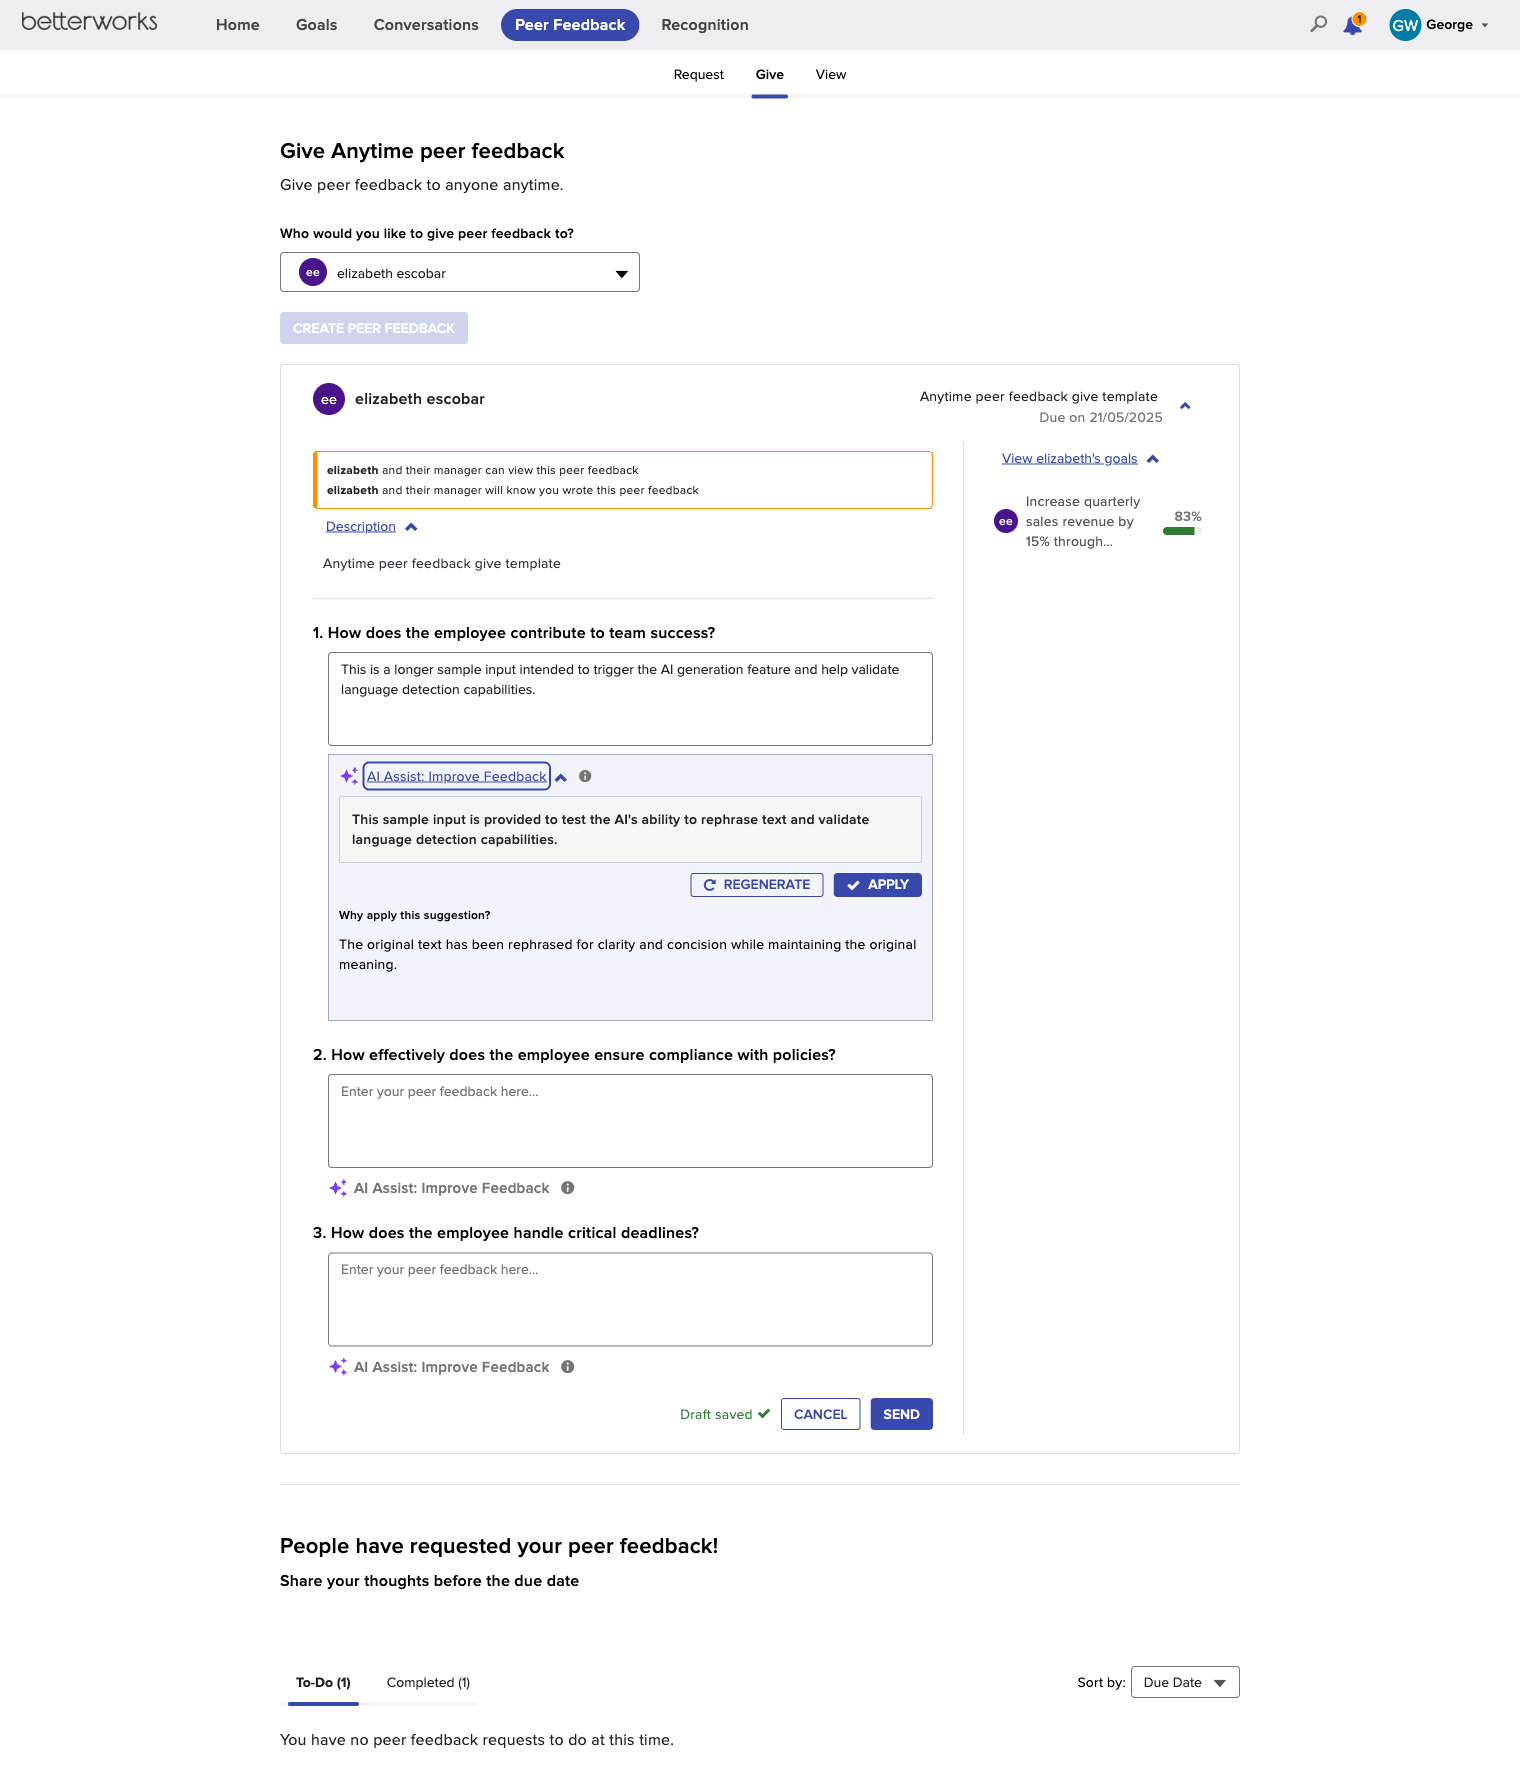 betterworks
Home Goals Conversations Peer Feedback Recognition
1
GW George
Request Give View
Give Anytime peer feedback
Give peer feedback to anyone anytime.
Who would you like to give peer feedback to?
ee elizabeth escobar
CREATE PEER FEEDBACK
ee elizabeth escobar
Anytime peer feedback give template
Due on 21/05/2025
elizabeth and their manager can view this peer feedback
elizabeth and their manager will know you wrote this peer feedback
Description
Anytime peer feedback give template
View elizabeth's goals
ee
Increase quarterly
sales revenue by
15% through...
83%
1. How does the employee contribute to team success?
This is a longer sample input intended to trigger the AI generation feature and help validate
language detection capabilities.
AI Assist: Improve Feedback
This sample input is provided to test the AI's ability to rephrase text and validate
language detection capabilities.
REGENERATE APPLY
Why apply this suggestion?
The original text has been rephrased for clarity and concision while maintaining the original
meaning.
2. How effectively does the employee ensure compliance with policies?
Enter your peer feedback here...
AI Assist: Improve Feedback
3. How does the employee handle critical deadlines?
Enter your peer feedback here...
AI Assist: Improve Feedback
Draft saved CANCEL SEND
People have requested your peer feedback!
Share your thoughts before the due date
To-Do (1) Completed (1)
Sort by: Due Date
You have no peer feedback requests to do at this time.